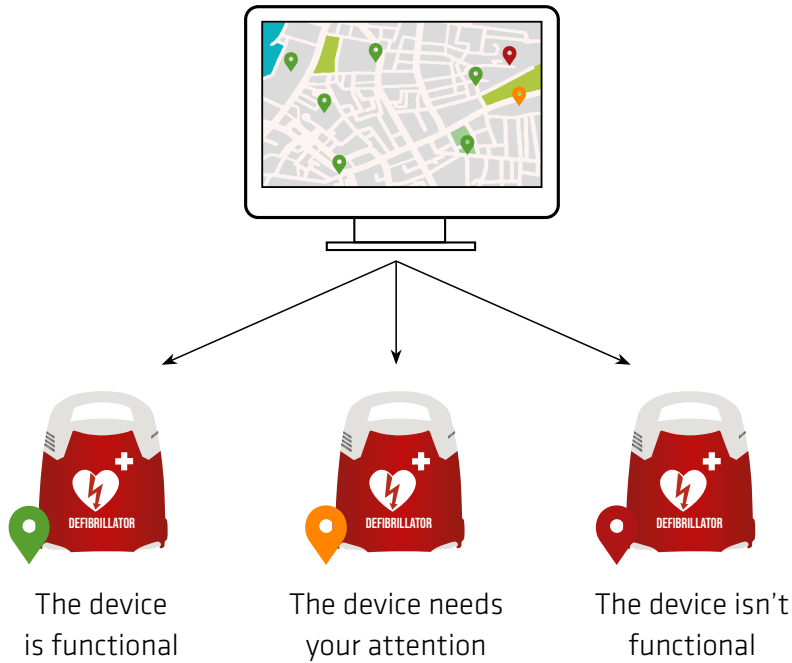 DEFIBRILLATOR
DEFIBRILLATOR
DEFIBRILLATOR
The device
is functional
The device needs
your attention
The device isn't
functional